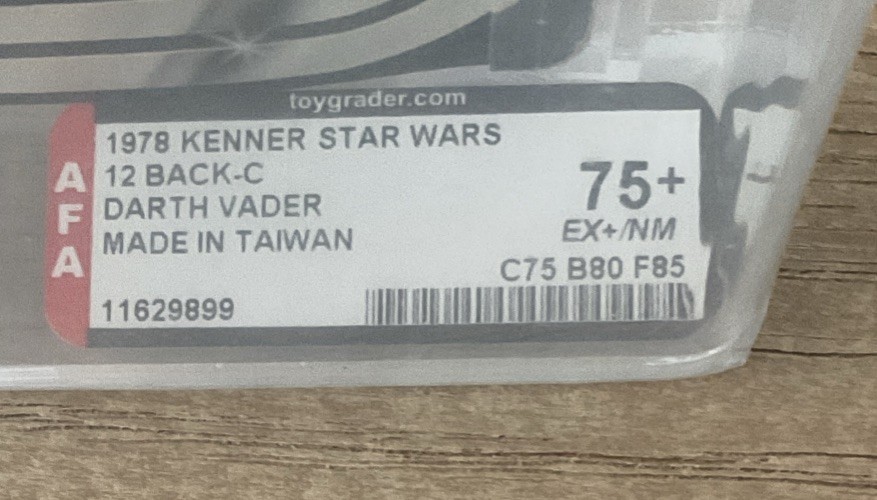 toygrader.com
AFA
1978 KENNER STAR WARS
12 BACK-C
DARTH VADER
MADE IN TAIWAN
75+
EX+/NM
C75 B80 F85
11629899